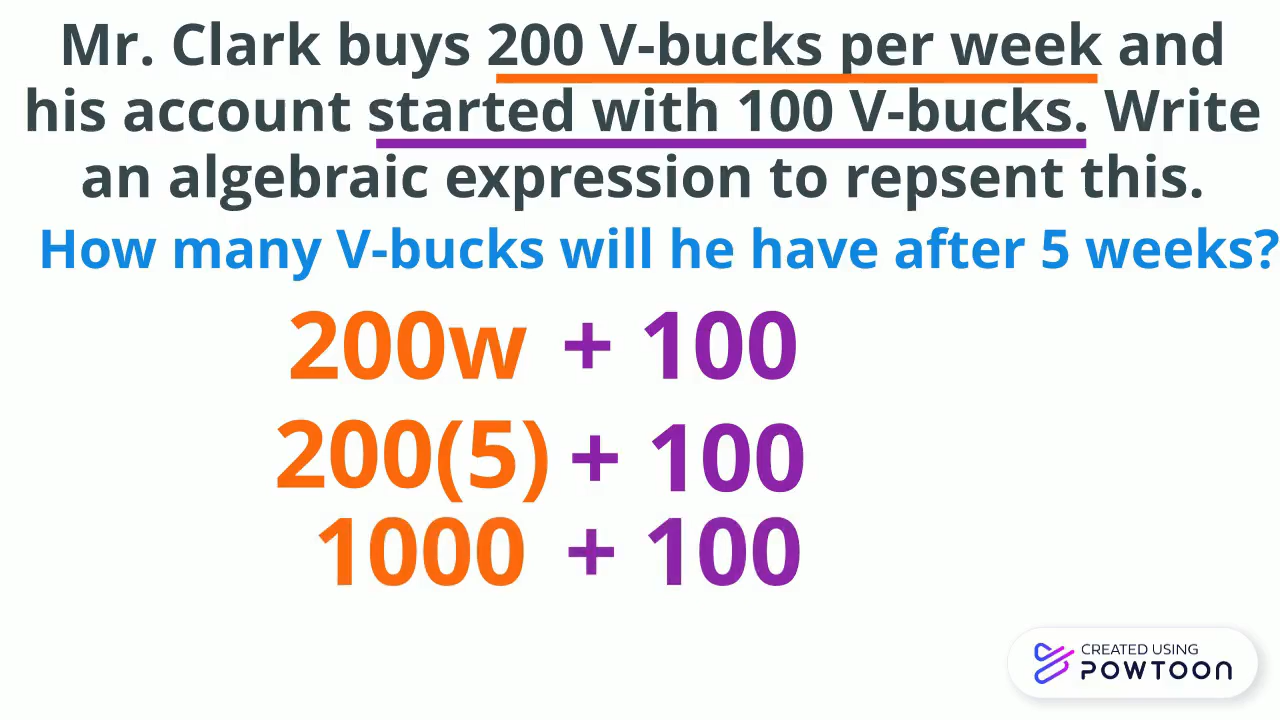 Mr. Clark buys 200 V-bucks per week and
his account started with 100 V-bucks. Write
an algebraic expression to repsent this.
How many V-bucks will he have after 5 weeks?
200w + 100
200(5) + 100
1000 + 100
CREATED USING
POWTOON